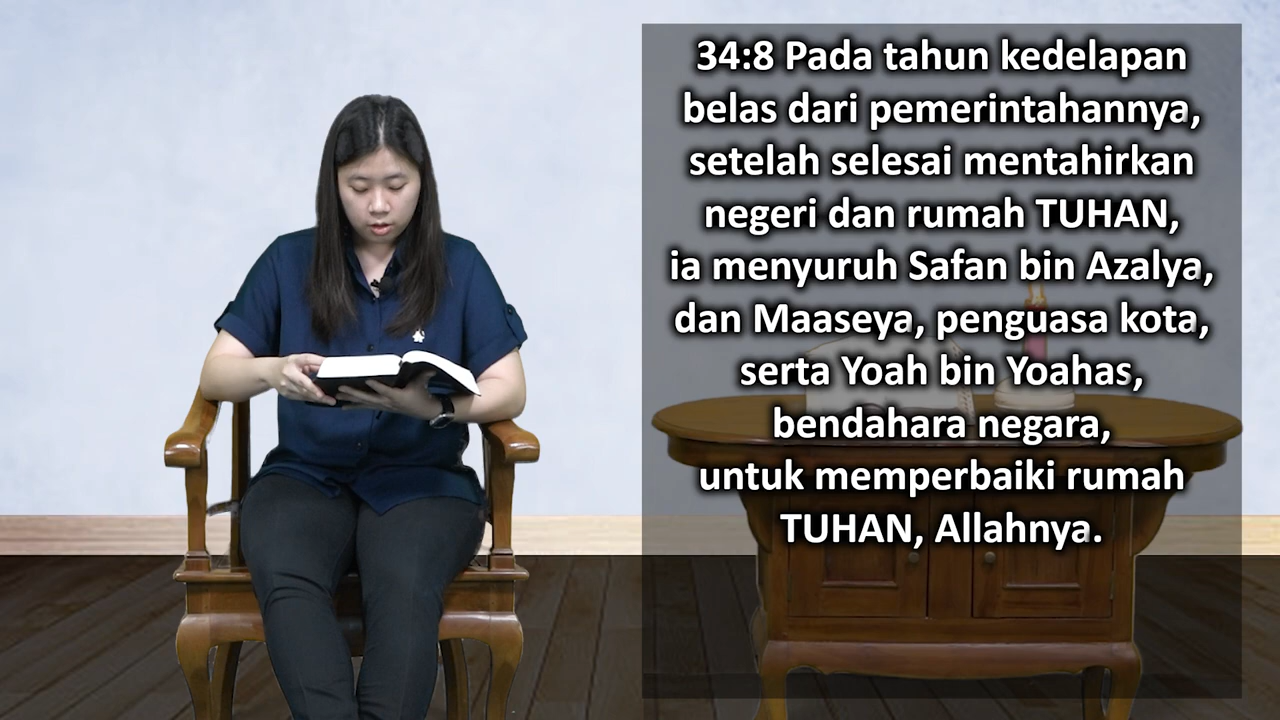 34:8 Pada tahun kedelapan
belas dari pemerintahannya,
setelah selesai mentahirkan
negeri dan rumah TUHAN,
ia menyuruh Safan bin Azalya,
dan Maaseya, penguasa kota,
serta Yoah bin Yoahas,
bendahara negara,
untuk memperbaiki rumah
TUHAN, Allahnya.